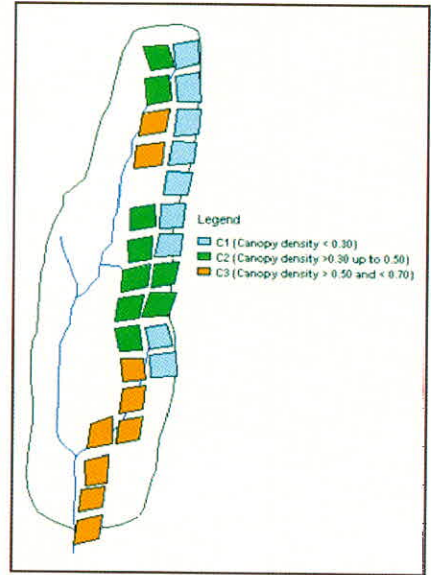 Legend
C1 (Canopy density < 0.30)
C2 (Canopy density >0.30 up to 0.50)
C3 (Canopy density > 0.50 and < 0.70)